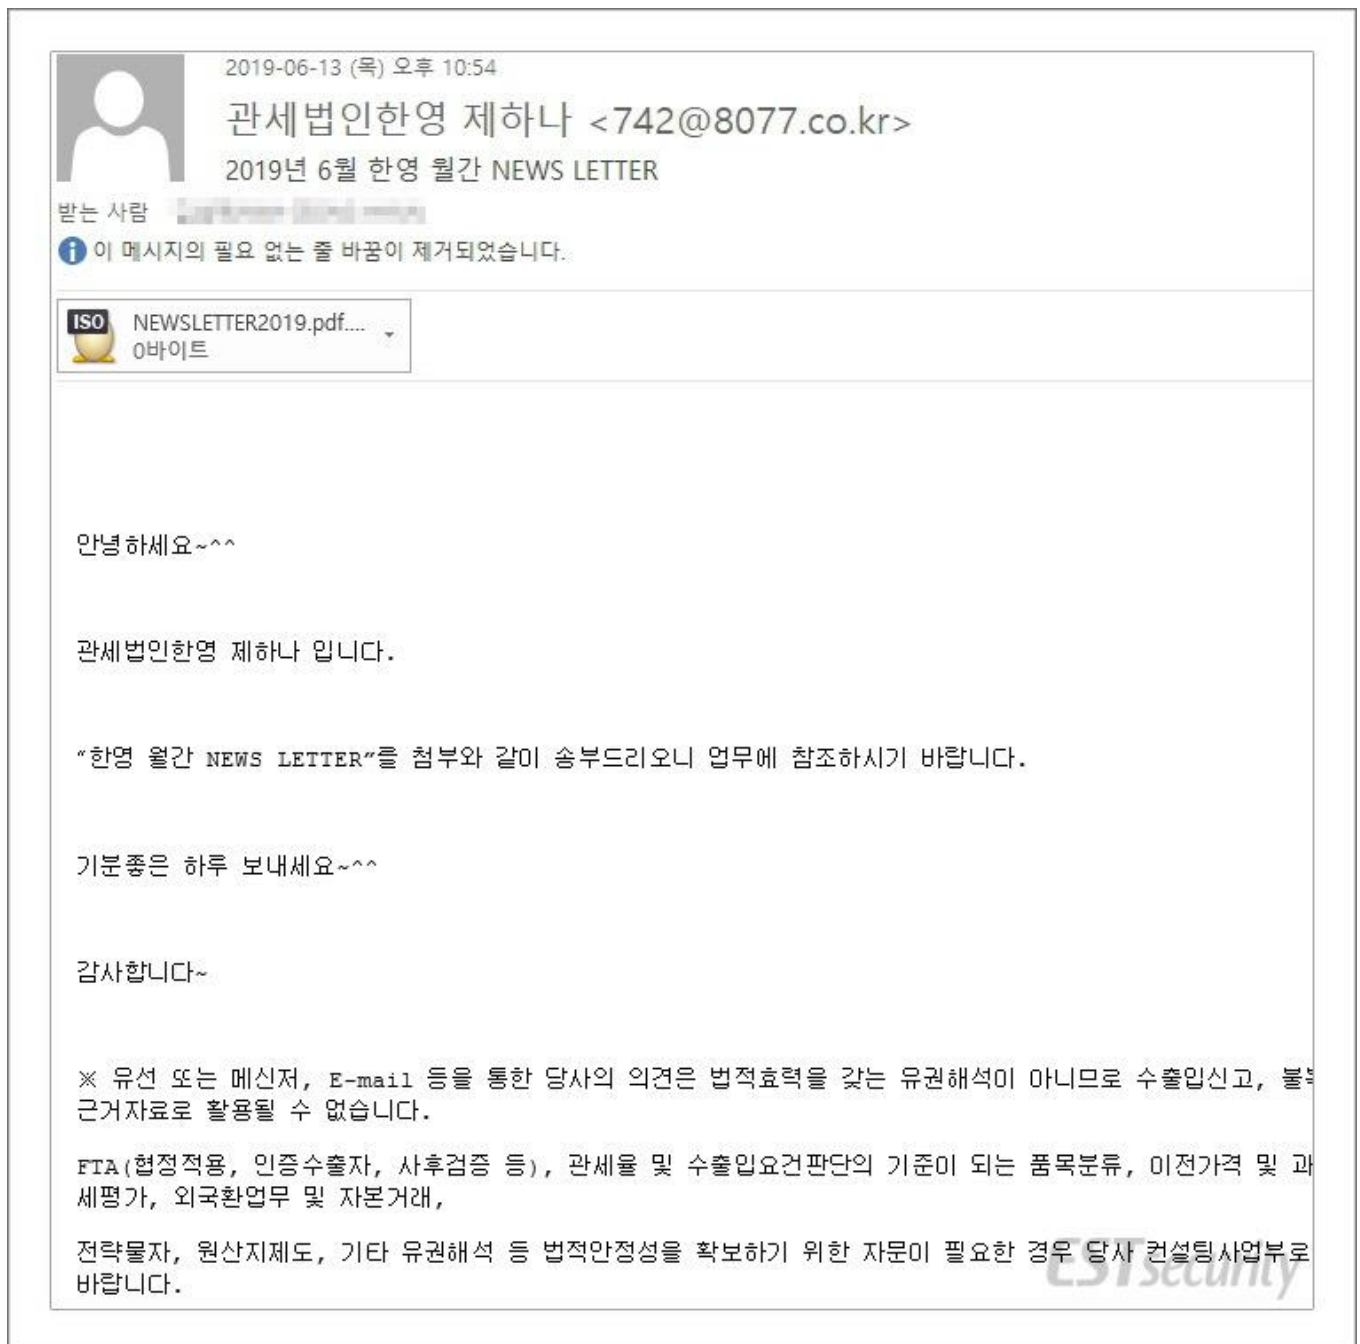 2019-06-13 (목) 오후 10:54
관세법인한영 제하나 <742@8077.co.kr>
2019년 6월 한영 월간 NEWS LETTER
받는 사람
이 메시지의 필요 없는 줄 바꿈이 제거되었습니다.
ISO
NEWSLETTER2019.pdf....
0바이트
안녕하세요~^^
관세법인한영 제하나 입니다.
"한영 월간 NEWS LETTER"를 첨부와 같이 송부드리오니 업무에 참조하시기 바랍니다.
기분좋은 하루 보내세요~^^
감사합니다~
※ 유선 또는 메신저, E-mail 등을 통한 당사의 의견은 법적효력을 갖는 유권해석이 아니므로 수출입신고,
근거자료로 활용될 수 없습니다.
FTA(협정적용, 인증수출자, 사후검증 등), 관세율 및 수출입요건판단의 기준이 되는 품목분류, 이전가격 및 과
세평가, 외국환업무 및 자본거래,
전략물자, 원산지제도, 기타 유권해석 등 법적안정성을 확보하기 위한 자문이 필요한 경우 당사 컨설팅사업부로
바랍니다.
ESTsecurity